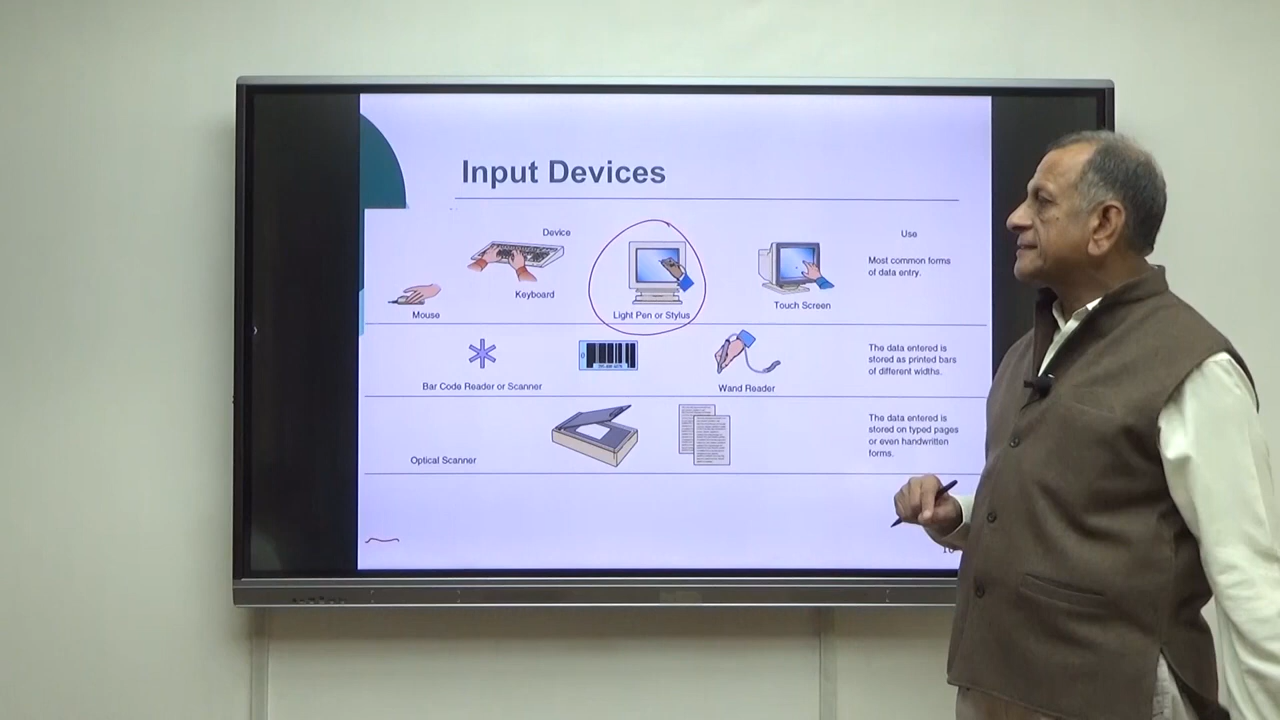 Input Devices
Device
Use
Most common forms
of data entry.
Keyboard
Touch Screen
Mouse
Light Pen or Stylus
The data entered is
stored as printed bars
of different widths.
Bar Code Reader or Scanner
Wand Reader
The data entered is
stored on typed pages
or even handwritten
forms.
Optical Scanner